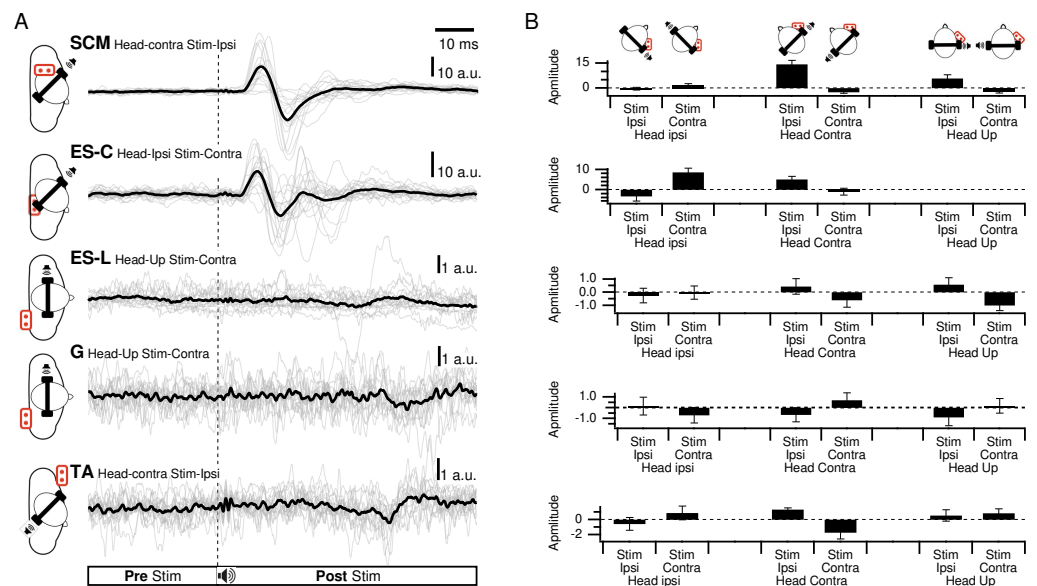 A
SCM Head-contra Stim-Ipsi
10 ms
10 a.u.
ES-C Head-Ipsi Stim-Contra
10 a.u.
ES-L Head-Up Stim-Contra
1 a.u.
G Head-Up Stim-Contra
1 a.u.
TA Head-contra Stim-Ipsi
1 a.u.
Pre Stim Post Stim
B
Apmlitude
15
0
Stim Stim Stim Stim Stim Stim
Ipsi Contra Ipsi Contra Ipsi Contra
Head ipsi Head Contra Head Up
Apmlitude
10
0
Stim Stim Stim Stim Stim Stim
Ipsi Contra Ipsi Contra Ipsi Contra
Head ipsi Head Contra Head Up
Apmlitude
1.0
0.0
-1.0
Stim Stim Stim Stim Stim Stim
Ipsi Contra Ipsi Contra Ipsi Contra
Head ipsi Head Contra Head Up
Apmlitude
1.0
-1.0
Stim Stim Stim Stim Stim Stim
Ipsi Contra Ipsi Contra Ipsi Contra
Head ipsi Head Contra Head Up
Apmlitude
0
-2
Stim Stim Stim Stim Stim Stim
Ipsi Contra Ipsi Contra Ipsi Contra
Head ipsi Head Contra Head Up